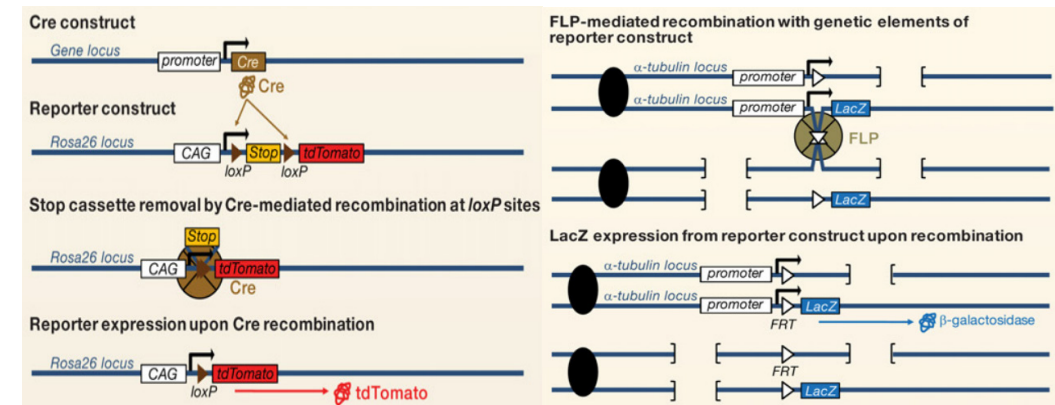 Cre construct
Gene locus
promoter
Cre
Cre
Reporter construct
Rosa26 locus
CAG
Stop
tdTomato
loxP
loxP
Stop cassette removal by Cre-mediated recombination at loxP sites
Stop
Rosa26 locus
CAG
tdTomato
Cre
Reporter expression upon Cre recombination
Rosa26 locus
CAG
tdTomato
loxP
tdTomato
FLP-mediated recombination with genetic elements of
reporter construct
α-tubulin locus
promoter
α-tubulin locus
promoter
LacZ
FLP
LacZ
LacZ expression from reporter construct upon recombination
α-tubulin locus
promoter
α-tubulin locus
promoter
LacZ
FRT
β-galactosidase
FRT
LacZ